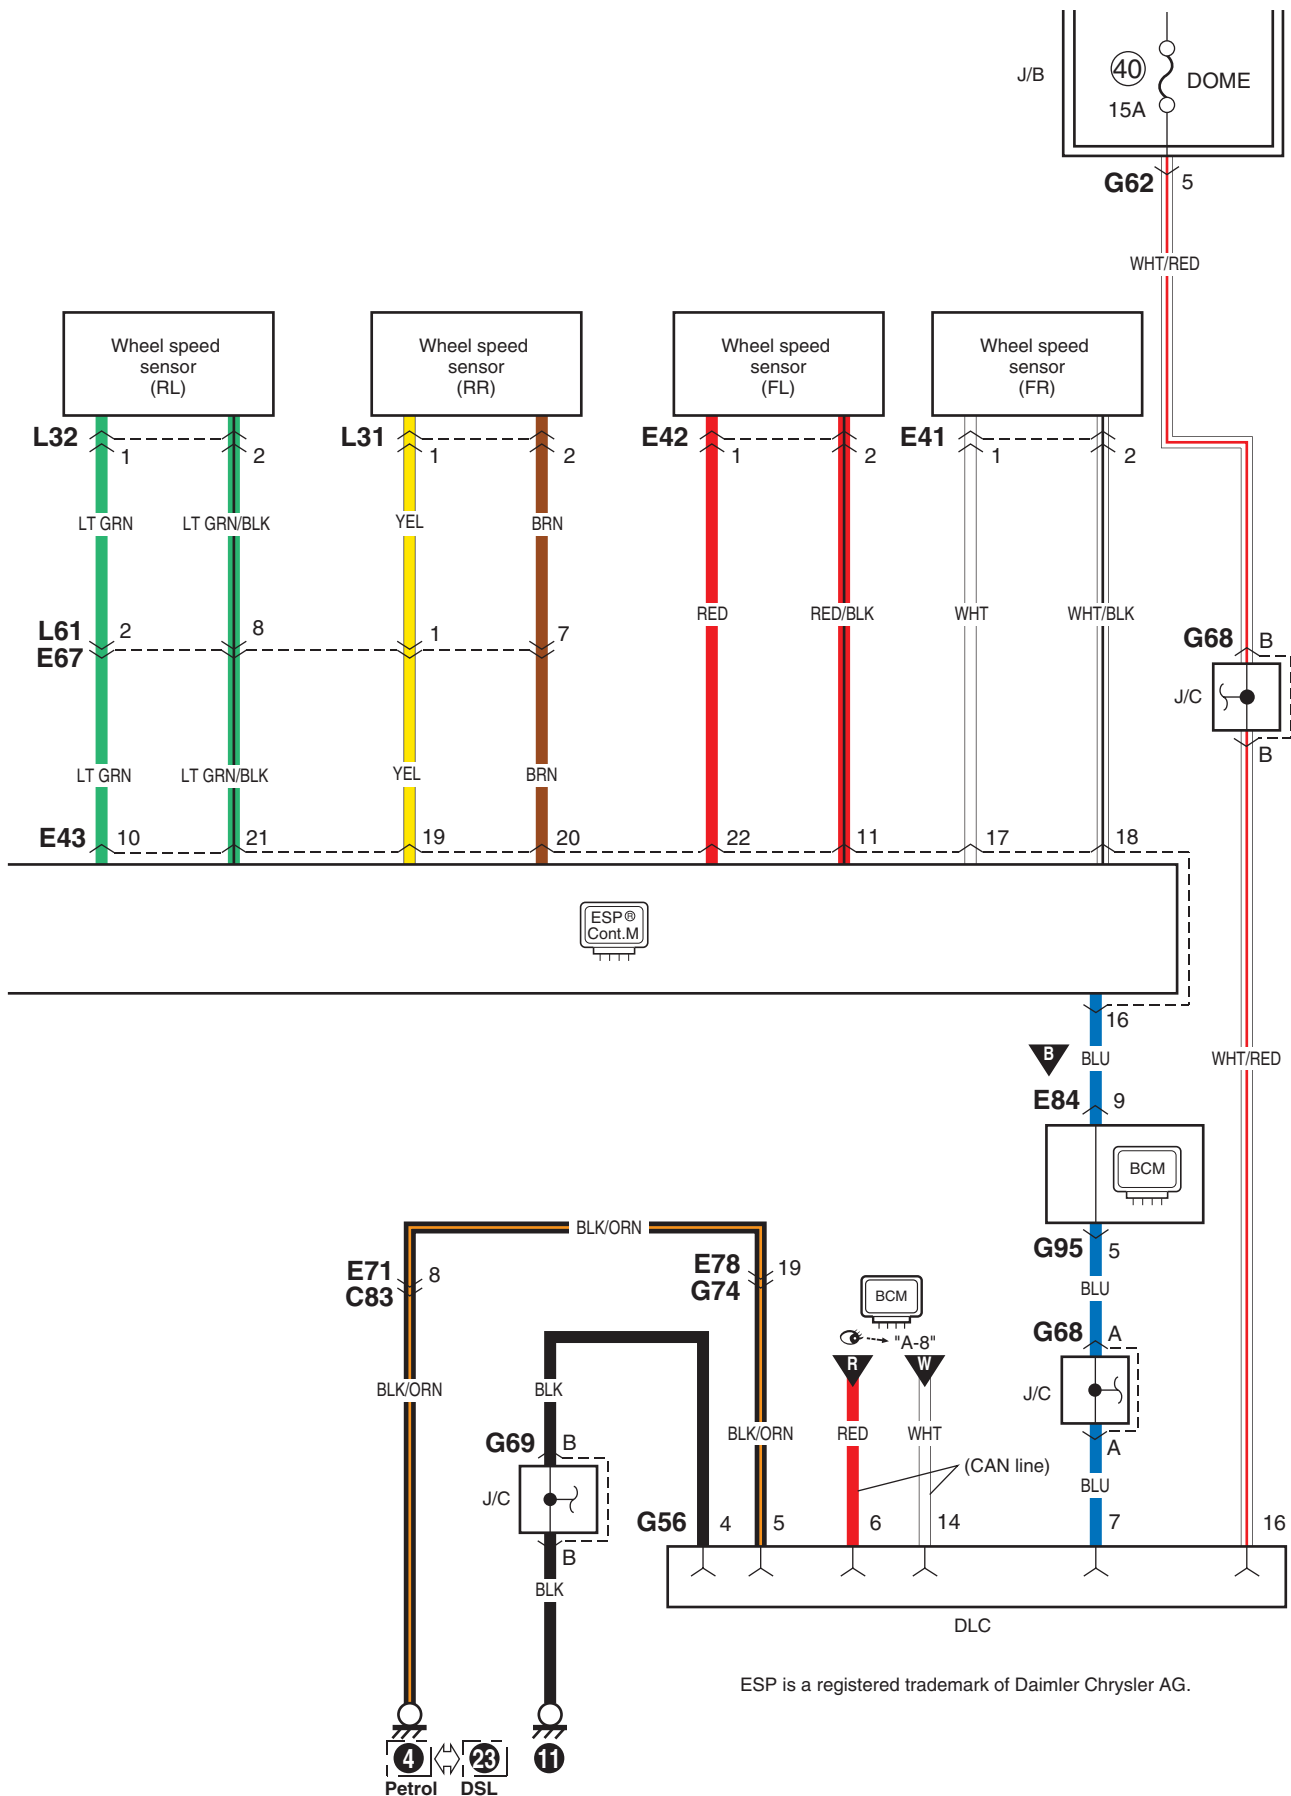 J/B
40
15A
DOME
G62 5
WHT/RED
Wheel speed
sensor
(RL)
Wheel speed
sensor
(RR)
Wheel speed
sensor
(FL)
Wheel speed
sensor
(FR)
L32 1 2
L31 1 2
E42 1 2
E41 1 2
LT GRN LT GRN/BLK YEL BRN
RED RED/BLK WHT WHT/BLK
L61 2 8 1 7
E67
G68 B
J/C
B
LT GRN LT GRN/BLK YEL BRN
E43 10 21 19 20 22 11 17 18
ESP®
Cont.M
16
B BLU
WHT/RED
E84 9
BCM
BLK/ORN
G95 5
E71 8
C83
E78 19
G74
BCM
"A-8"
BLU
G68 A
R W
J/C
A
BLK/ORN
BLK
BLK/ORN RED WHT
G69 B
(CAN line)
J/C
BLU
B
G56 4 5 6 14 7 16
BLK
DLC
ESP is a registered trademark of Daimler Chrysler AG.
4 23 11
Petrol DSL